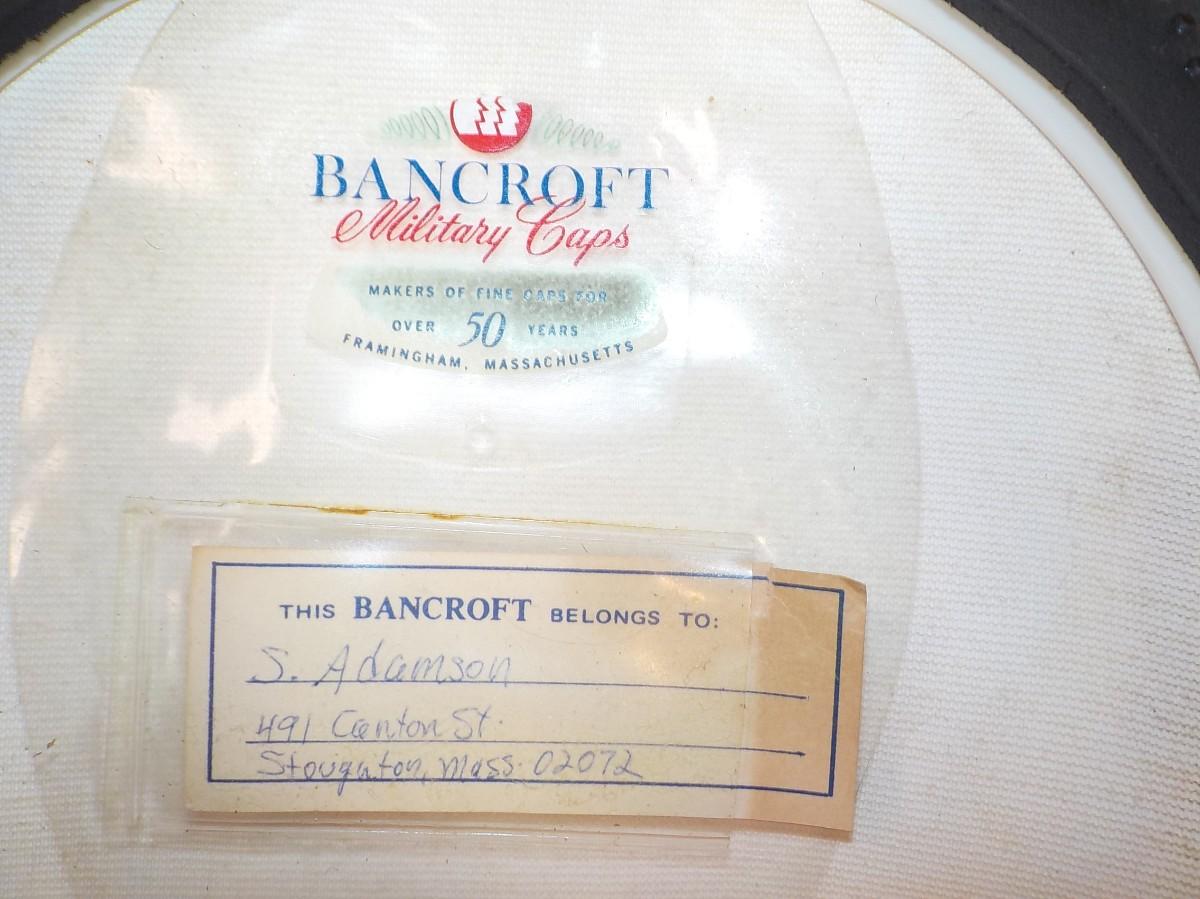 BANCROFT
Military Caps
MAKERS OF FINE CAPS FOR
OVER 50 YEARS
FRAMINGHAM, MASSACHUSETTS
THIS BANCROFT BELONGS TO:
S. Adamson
491 Canton St.
Stoughton, Mass. 02072